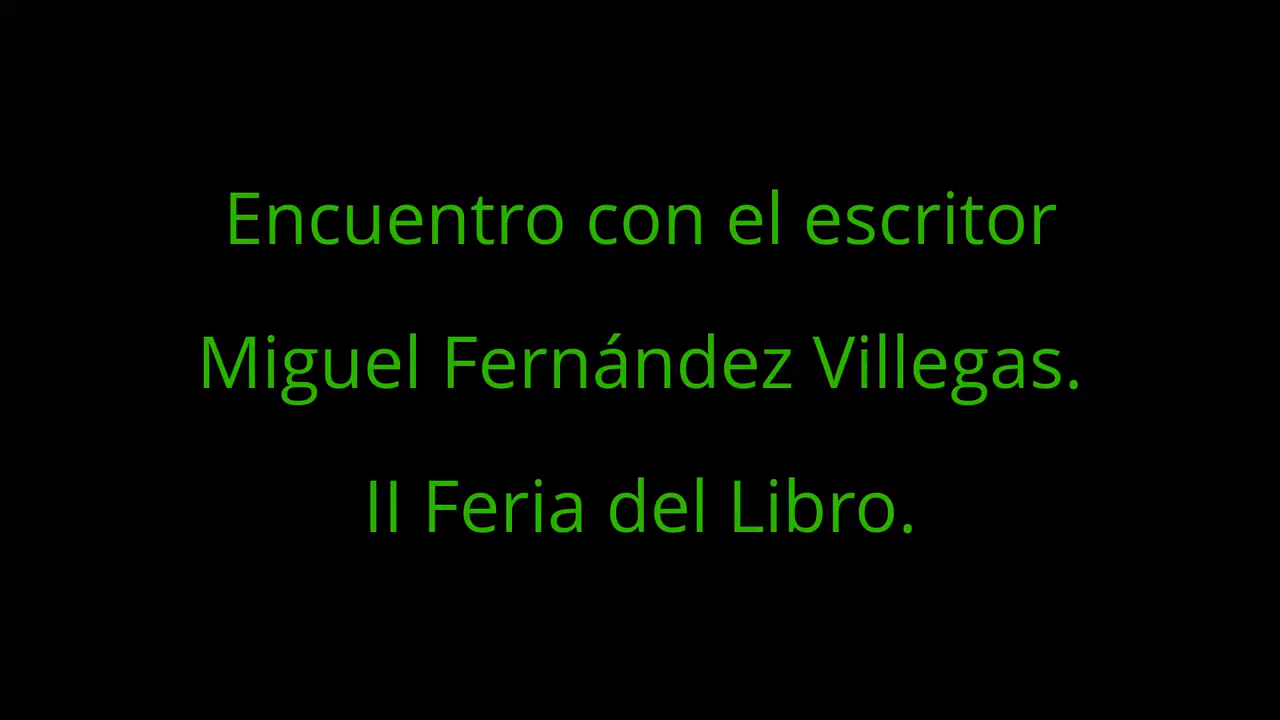 Encuentro con el escritor
Miguel Fernández Villegas.
II Feria del Libro.